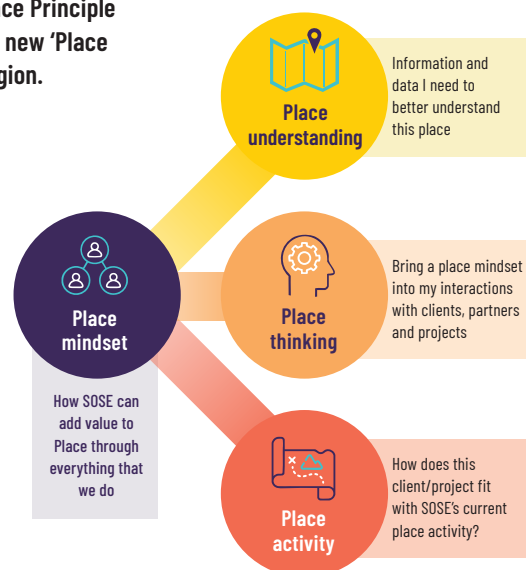 ace Principle
new ‘Place
gion.
Place
understanding
Information and
data I need to
better understand
this place
Place
mindset
How SOSE can
add value to
Place through
everything that
we do
Place
thinking
Bring a place mindset
into my interactions
with clients, partners
and projects
Place
activity
How does this
client/project fit
with SOSE’s current
place activity?